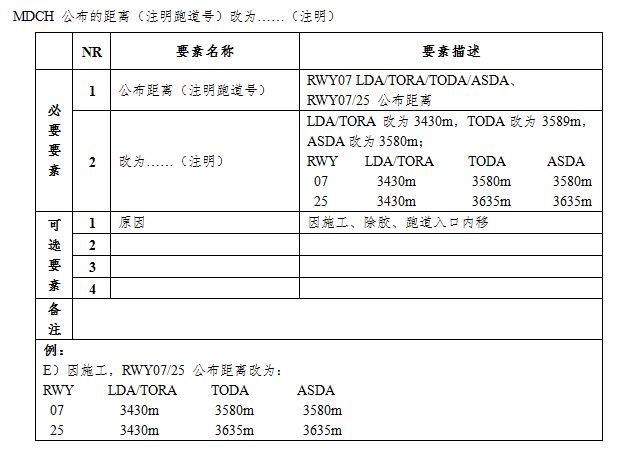 MDCH 公布的距离（注明跑道号）改为……（注明）
NR 要素名称 要素描述
必要要素
1 公布距离（注明跑道号） RWY07 LDA/TORA/TODA/ASDA、
RWY07/25 公布距离
2 改为……（注明） LDA/TORA 改为3430m，TODA 改为 3589m，
ASDA 改为 3580m；
RWY LDA/TORA TODA ASDA
07 3430m 3580m 3580m
25 3430m 3635m 3635m
可选要素
1 原因 因施工、除胶、跑道入口内移
2
3
4
备注
例：
E）因施工，RWY07/25 公布距离改为：
RWY LDA/TORA TODA ASDA
07 3430m 3580m 3580m
25 3430m 3635m 3635m